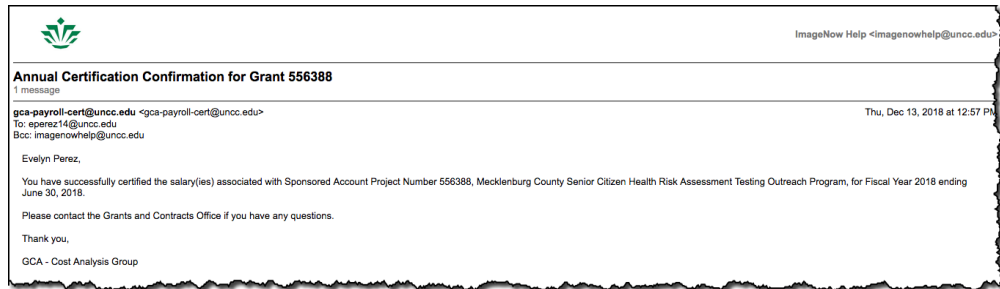 ImageNow Help <imagenowhelp@uncc.edu>
Annual Certification Confirmation for Grant 556388
1 message
gca-payroll-cert@uncc.edu <gca-payroll-cert@uncc.edu>
Thu, Dec 13, 2018 at 12:57 PM
To: eperez14@uncc.edu
Bcc: imagenowhelp@uncc.edu
Evelyn Perez,
You have successfully certified the salary(ies) associated with Sponsored Account Project Number 556388, Mecklenburg County Senior Citizen Health Risk Assessment Testing Outreach Program, for Fiscal Year 2018 ending
June 30, 2018.
Please contact the Grants and Contracts Office if you have any questions.
Thank you,
GCA - Cost Analysis Group